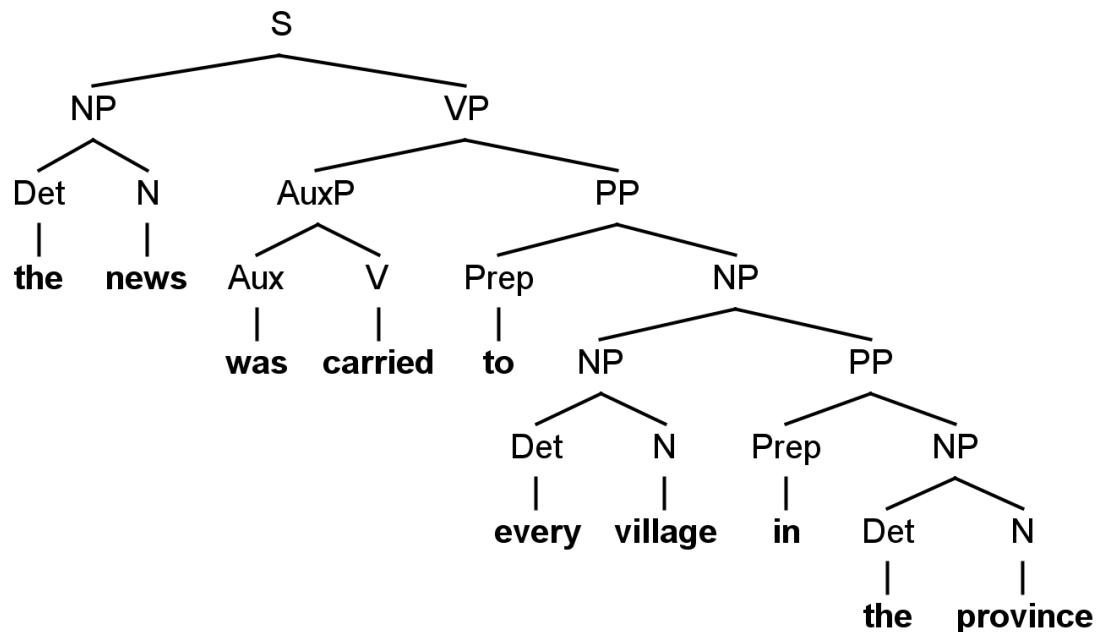 S
NP VP
Det N AuxP PP
the news Aux V Prep NP
was carried to NP PP
Det N Prep NP
every village in Det N
the province